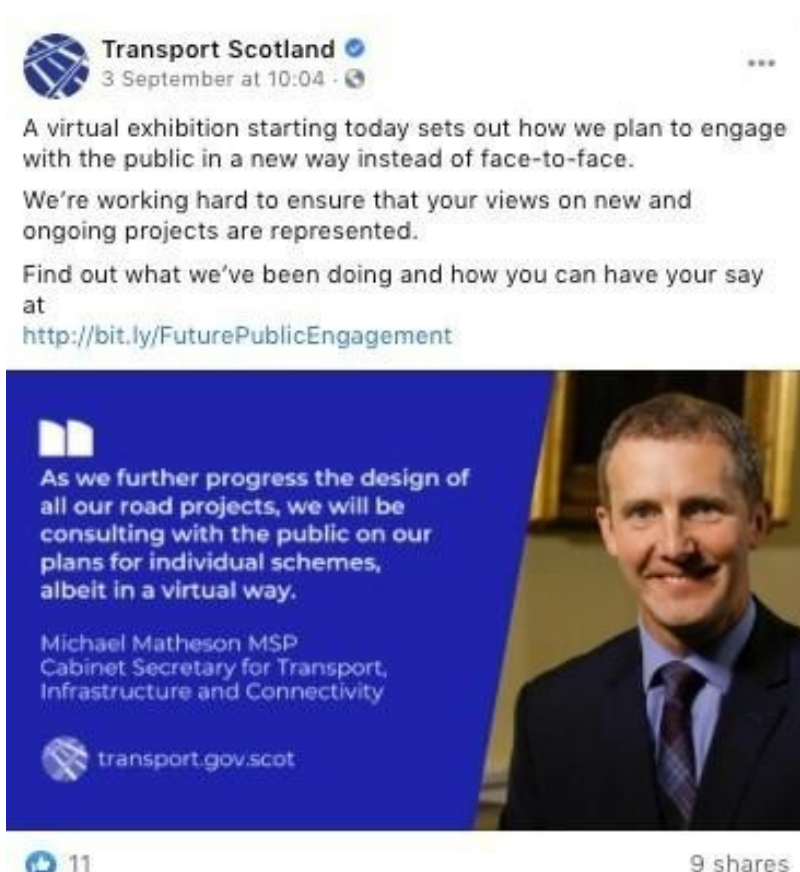 Transport Scotland
3 September at 10:04 ·
A virtual exhibition starting today sets out how we plan to engage
with the public in a new way instead of face-to-face.
We're working hard to ensure that your views on new and
ongoing projects are represented.
Find out what we've been doing and how you can have your say
at
http://bit.ly/FuturePublicEngagement
As we further progress the design of
all our road projects, we will be
consulting with the public on our
plans for individual schemes,
albeit in a virtual way.
Michael Matheson MSP
Cabinet Secretary for Transport,
Infrastructure and Connectivity
transport.gov.scot
11
9 shares